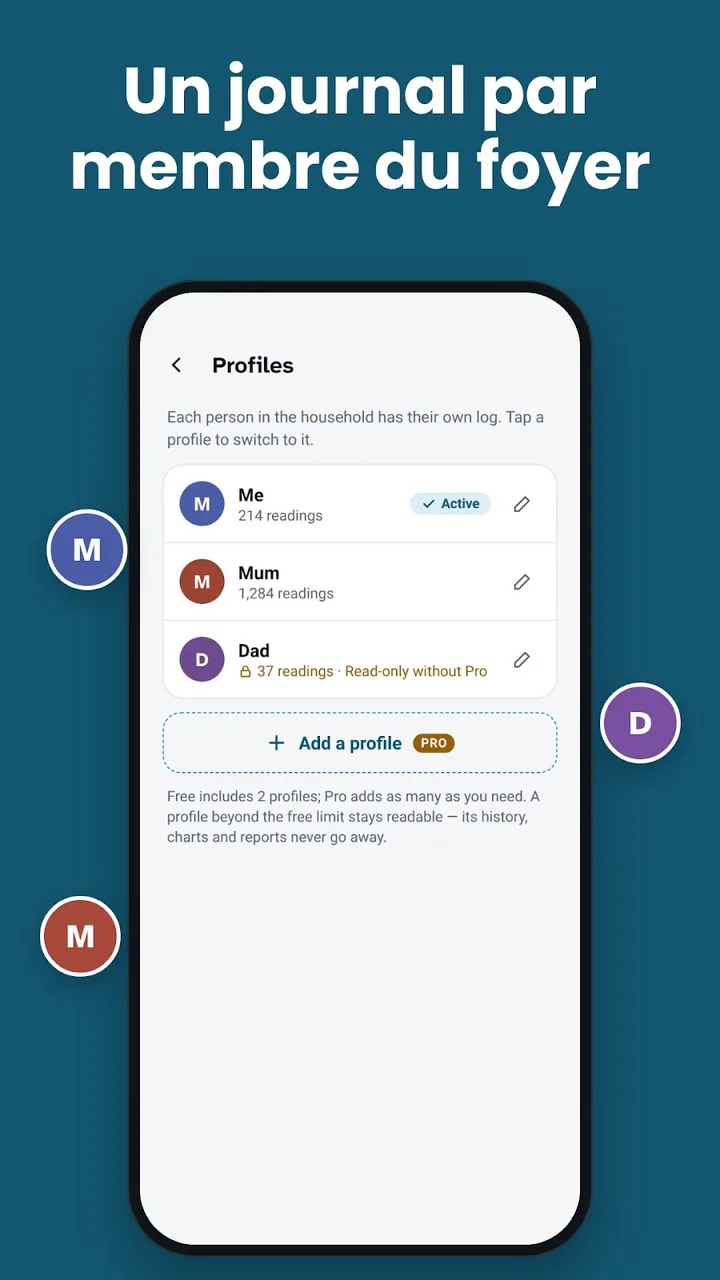 Un journal par
membre du foyer
Profiles
Each person in the household has their own log. Tap a
profile to switch to it.
M
Me
Active
214 readings
M
M
Mum
1,284 readings
D
Dad
37 readings · Read-only without Pro
D
+ Add a profile PRO
Free includes 2 profiles; Pro adds as many as you need. A
profile beyond the free limit stays readable — its history,
charts and reports never go away.
M